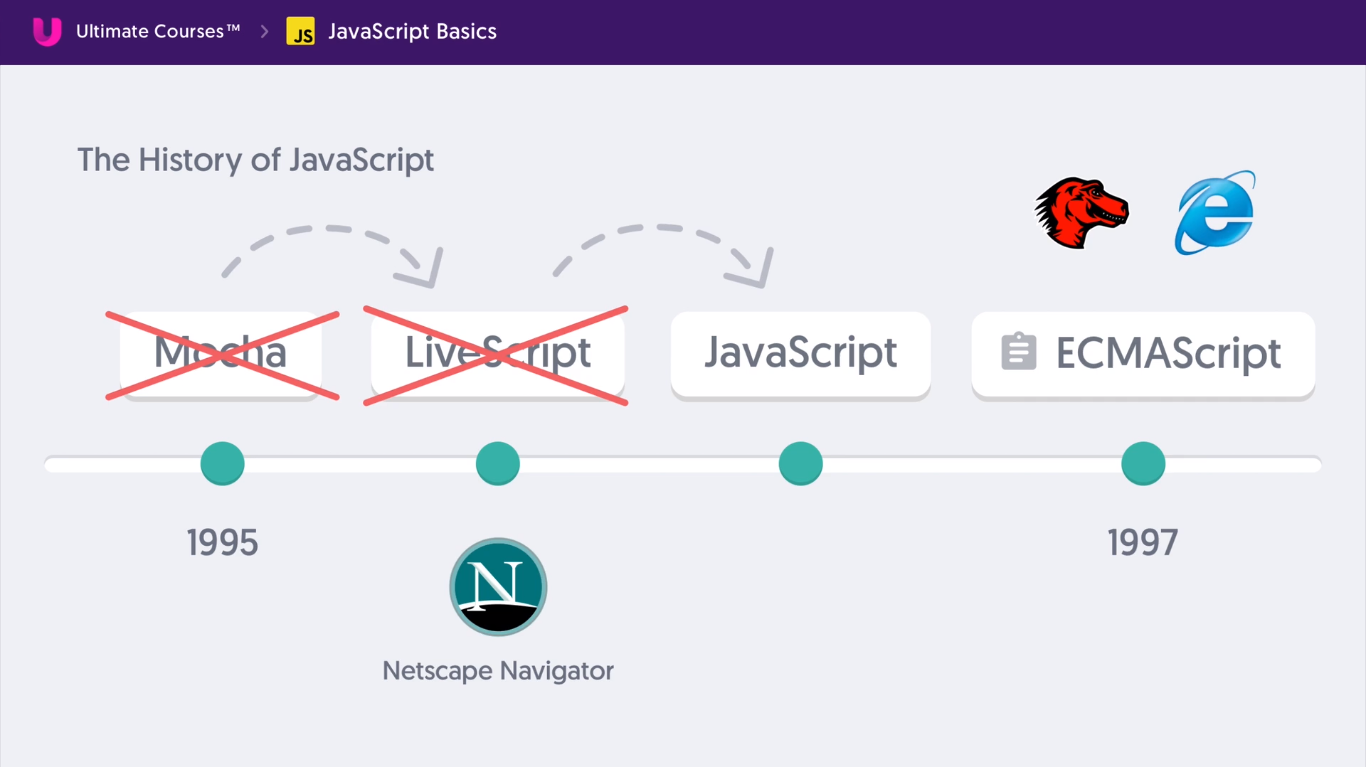 Ultimate Courses™ > JS JavaScript Basics
The History of JavaScript
Mocha
LiveScript
JavaScript
ECMAScript
1995
1997
N
Netscape Navigator